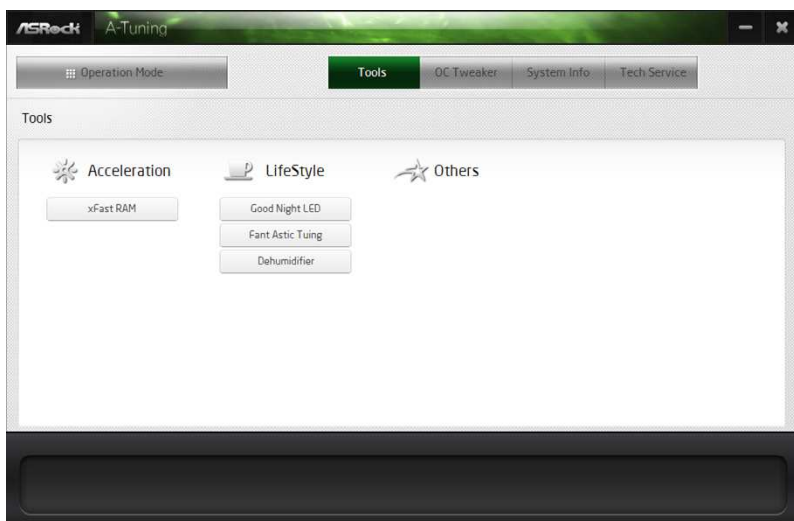 ASRock A-Tuning
Operation Mode Tools OC Tweaker System Info Tech Service
Tools
Acceleration LifeStyle Others
xFast RAM Good Night LED
Fant Astic Tuing
Dehumidifier